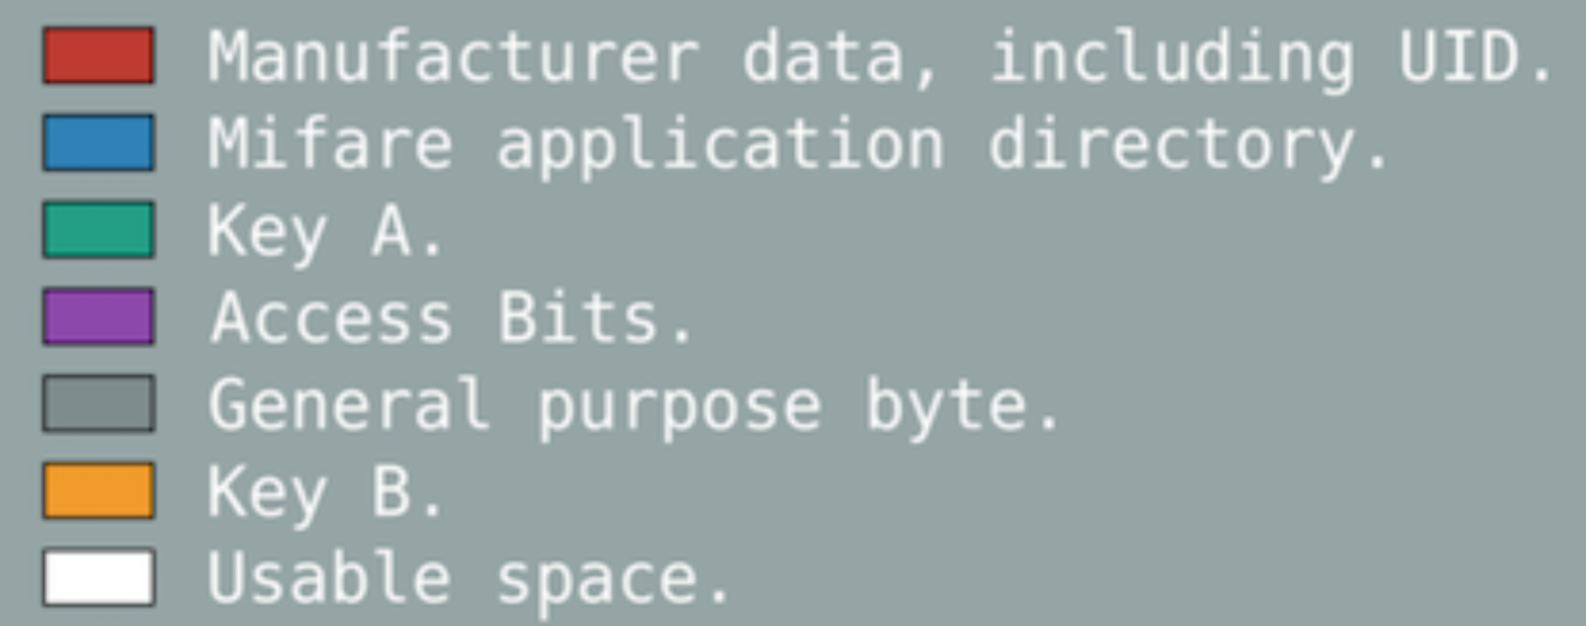 Manufacturer data, including UID.
Mifare application directory.
Key A.
Access Bits.
General purpose byte.
Key B.
Usable space.